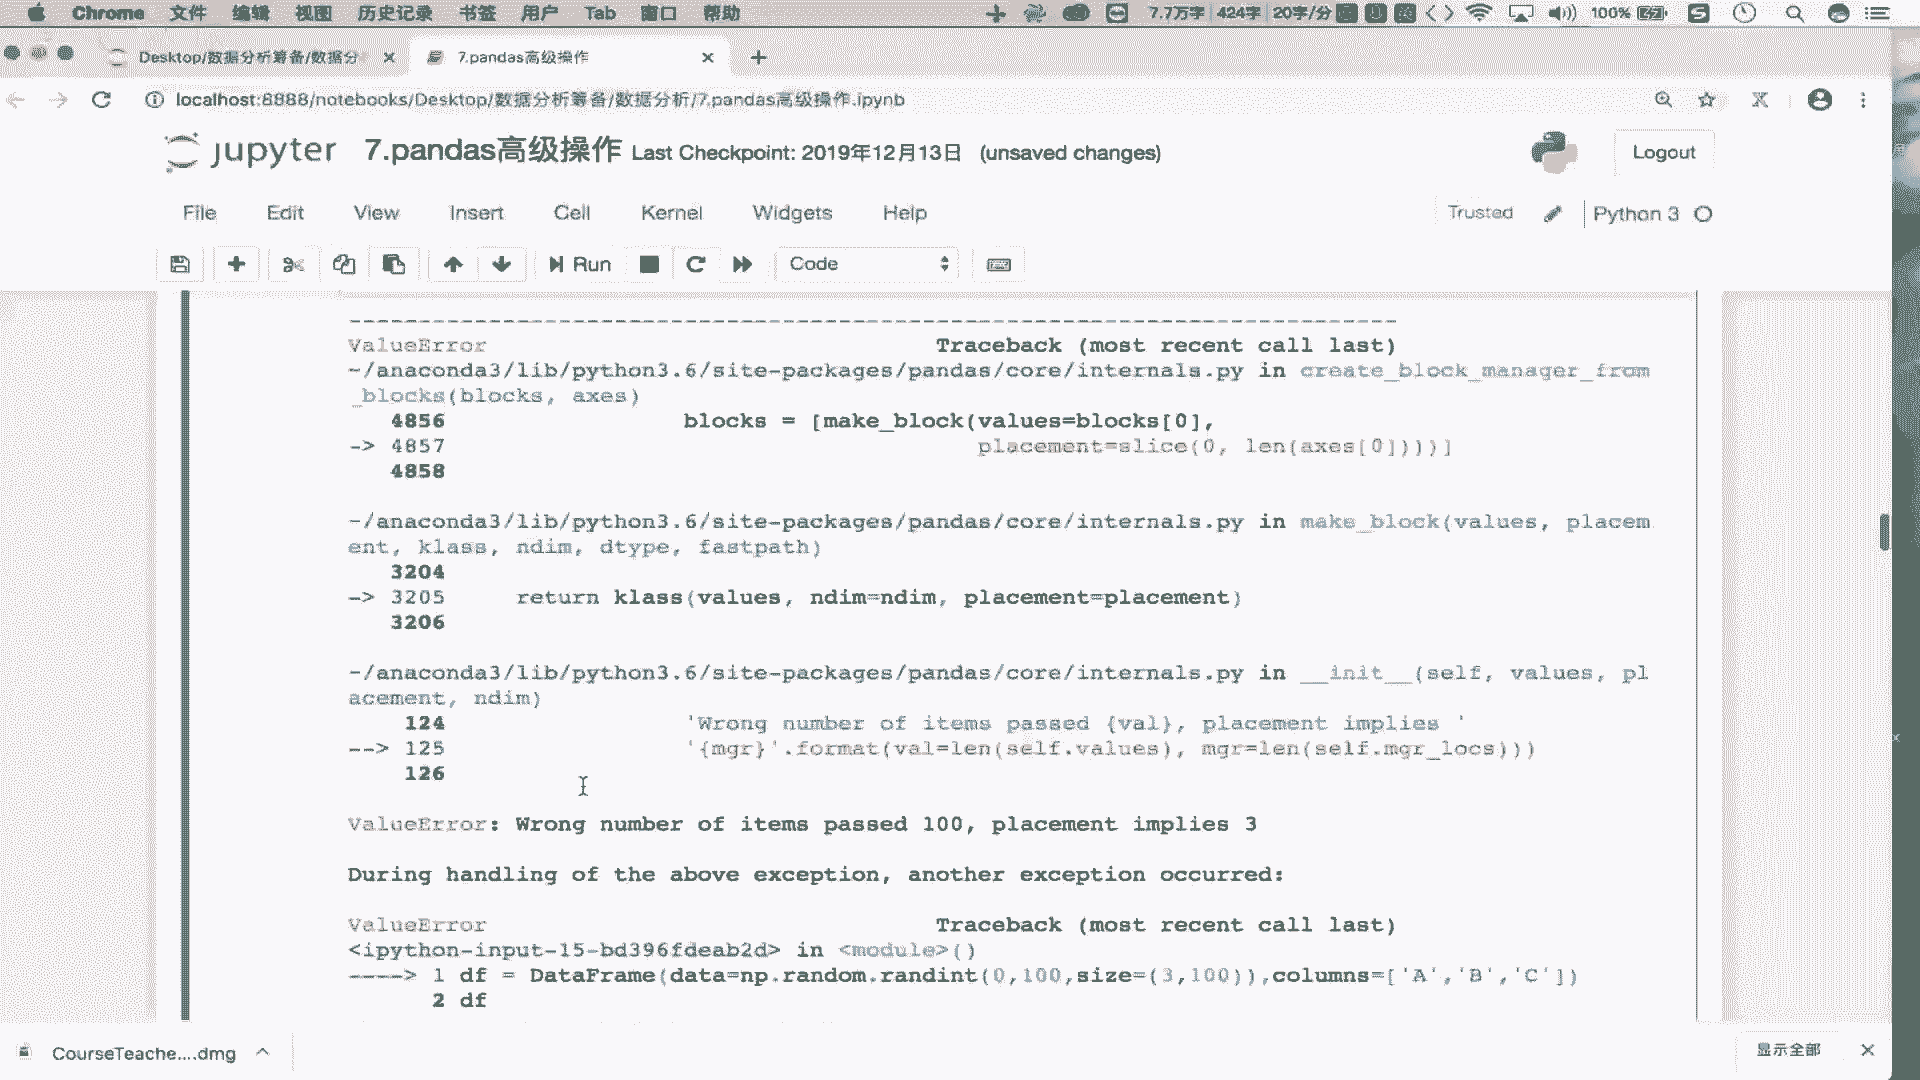 Chrome 文件 编辑 视图 历史记录 书签 用户 Tab 窗口 帮助 7.7万字 424字 20字/分 100%
Desktop/数据分析筹备/数据分
7.pandas高级操作
localhost:8888/notebooks/Desktop/数据分析筹备/数据分析/7.pandas高级操作.ipynb
jupyter 7.pandas高级操作 Last Checkpoint: 2019年12月13日 (unsaved changes)
Logout
File Edit View Insert Cell Kernel Widgets Help
Trusted Python 3
Run Code
---------------------------------------------------------------------------
ValueError Traceback (most recent call last)
~/anaconda3/lib/python3.6/site-packages/pandas/core/internals.py in create_block_manager_from
_blocks(blocks, axes)
4856 blocks = [make_block(values=blocks[0],
-> 4857 placement=slice(0, len(axes[0])))]
4858
~/anaconda3/lib/python3.6/site-packages/pandas/core/internals.py in make_block(values, placem
ent, klass, ndim, dtype, fastpath)
3204
-> 3205 return klass(values, ndim=ndim, placement=placement)
3206
~/anaconda3/lib/python3.6/site-packages/pandas/core/internals.py in __init__(self, values, pl
acement, ndim)
124 'Wrong number of items passed {val}, placement implies '
--> 125 '{mgr}'.format(val=len(self.values), mgr=len(self.mgr_locs)))
126
ValueError: Wrong number of items passed 100, placement implies 3
During handling of the above exception, another exception occurred:
ValueError Traceback (most recent call last)
<ipython-input-15-bd396fdeab2d> in <module>()
----> 1 df = DataFrame(data=np.random.randint(0,100,size=(3,100)),columns=['A','B','C'])
2 df
CourseTeache....dmg
显示全部